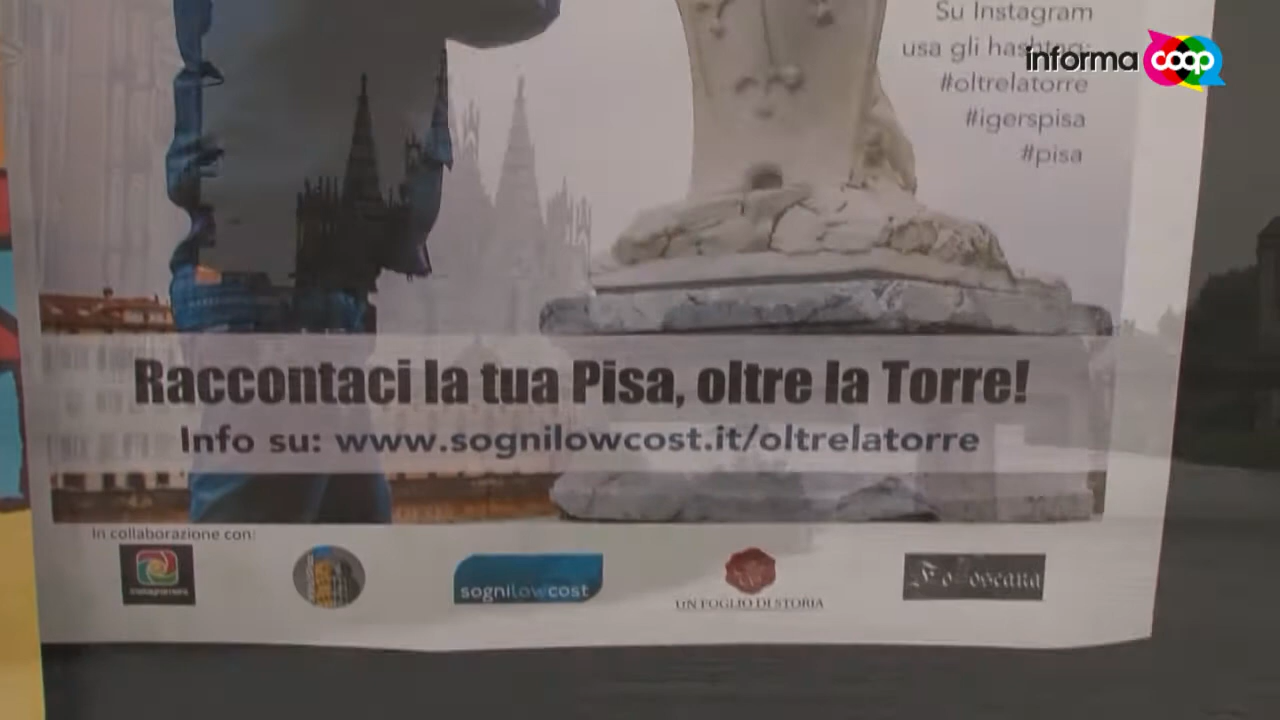 Su Instagram
usa gli hashtag:
informa coop
#oltrelatorre
#igerspisa
#pisa
Raccontaci la tua Pisa, oltre la Torre!
Info su: www.sognilowcost.it/oltrelatorre
In collaborazione con:
sognilowcost
UN FOGLIO DI STORIA